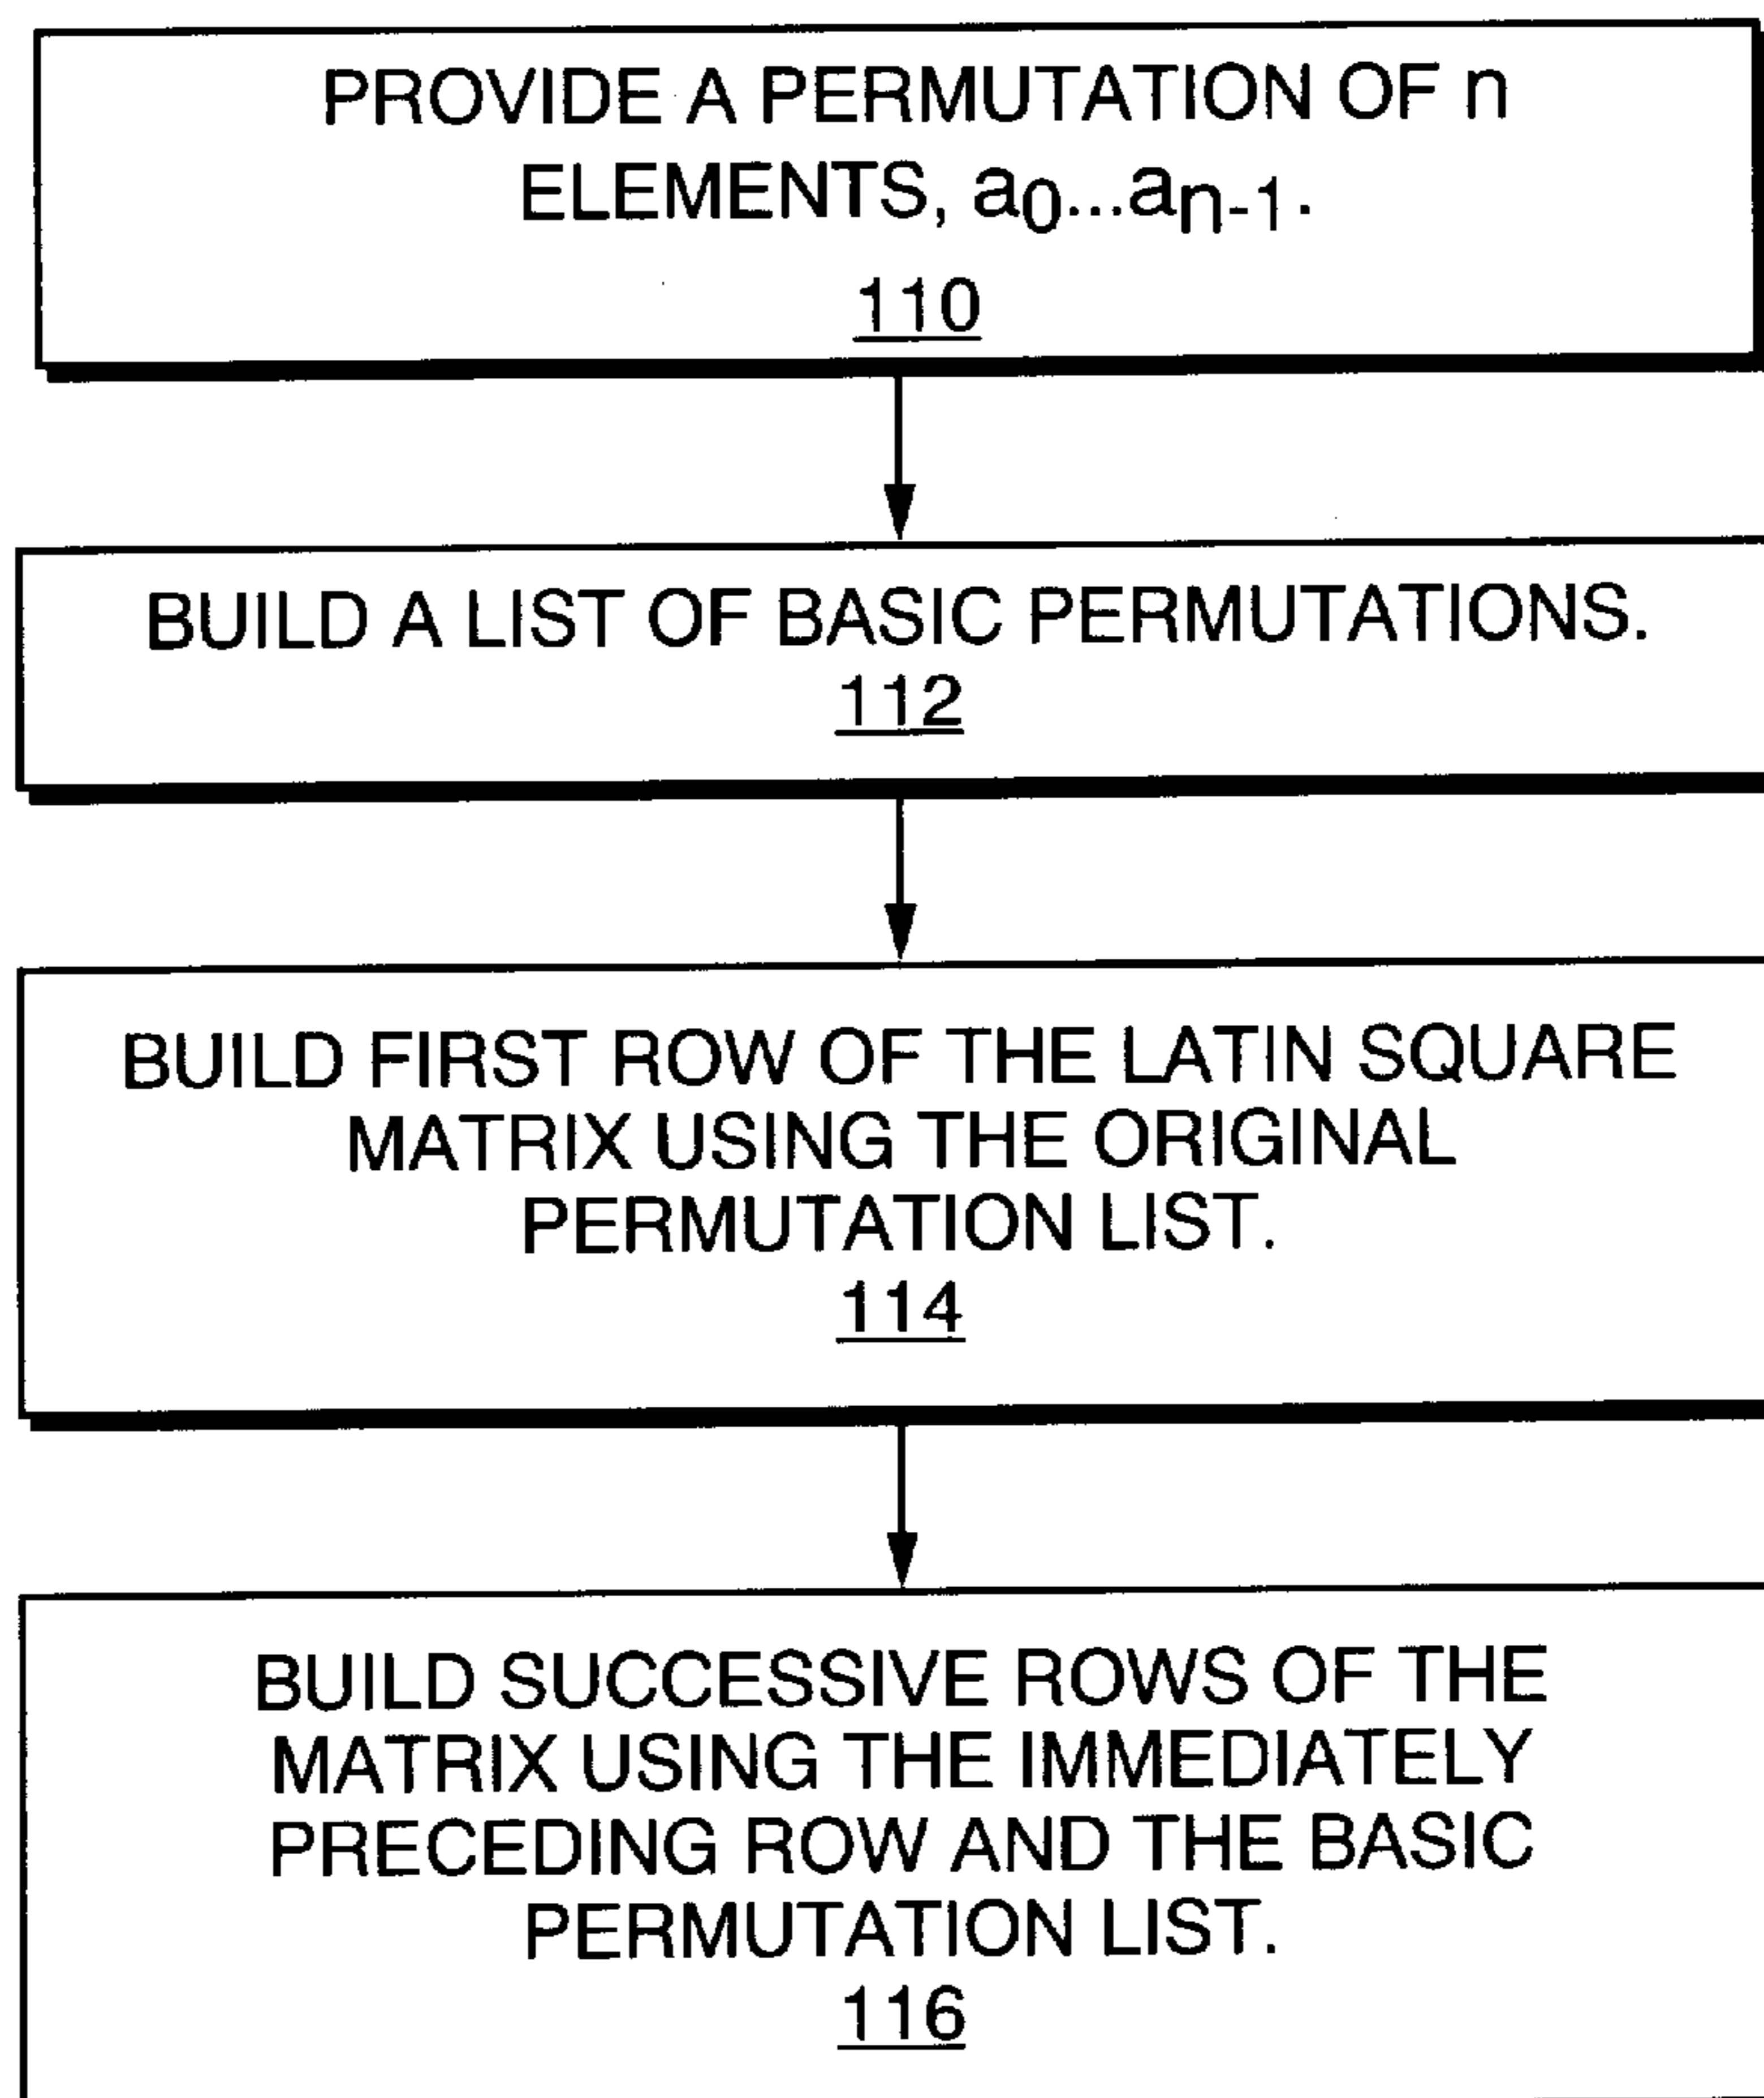 PROVIDE A PERMUTATION OF n
ELEMENTS, a0...an-1.
110
BUILD A LIST OF BASIC PERMUTATIONS.
112
BUILD FIRST ROW OF THE LATIN SQUARE
MATRIX USING THE ORIGINAL
PERMUTATION LIST.
114
BUILD SUCCESSIVE ROWS OF THE
MATRIX USING THE IMMEDIATELY
PRECEDING ROW AND THE BASIC
PERMUTATION LIST.
116